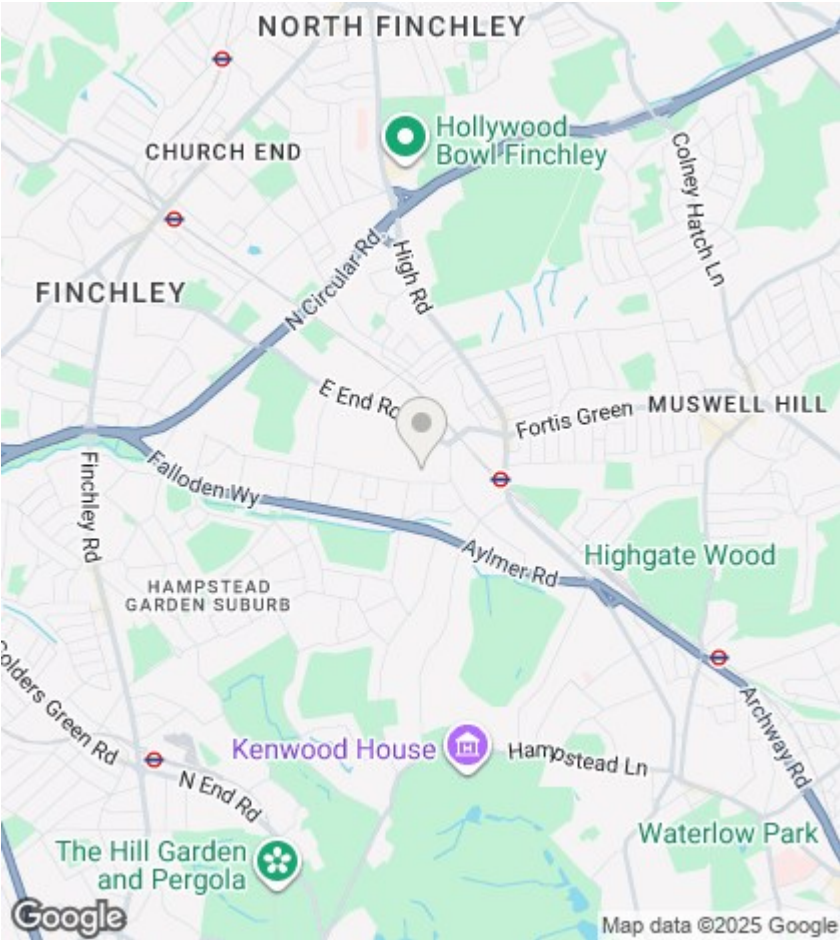 NORTH FINCHLEY
Hollywood
Bowl Finchley
CHURCH END
Colney Hatch Ln
N Circular Rd
High Rd
FINCHLEY
E End Rd
Fortis Green
MUSWELL HILL
Finchley Rd
Falloden Wy
Aylmer Rd
Highgate Wood
HAMPSTEAD
GARDEN SUBURB
Golders Green Rd
Archway Rd
Kenwood House
Hampstead Ln
N End Rd
Waterlow Park
The Hill Garden
and Pergola
Google
Map data ©2025 Google